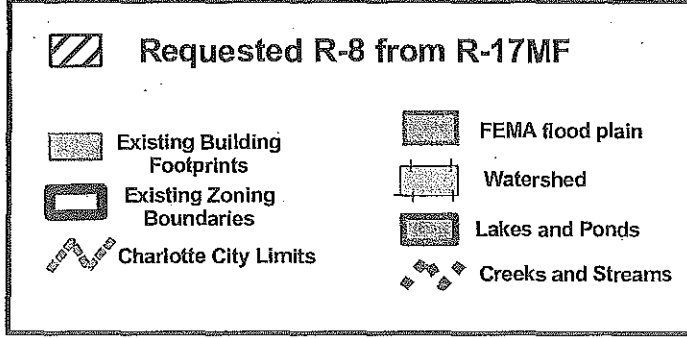 Requested R-8 from R-17MF
Existing Building
Footprints
Existing Zoning
Boundaries
Charlotte City Limits
FEMA flood plain
Watershed
Lakes and Ponds
Creeks and Streams